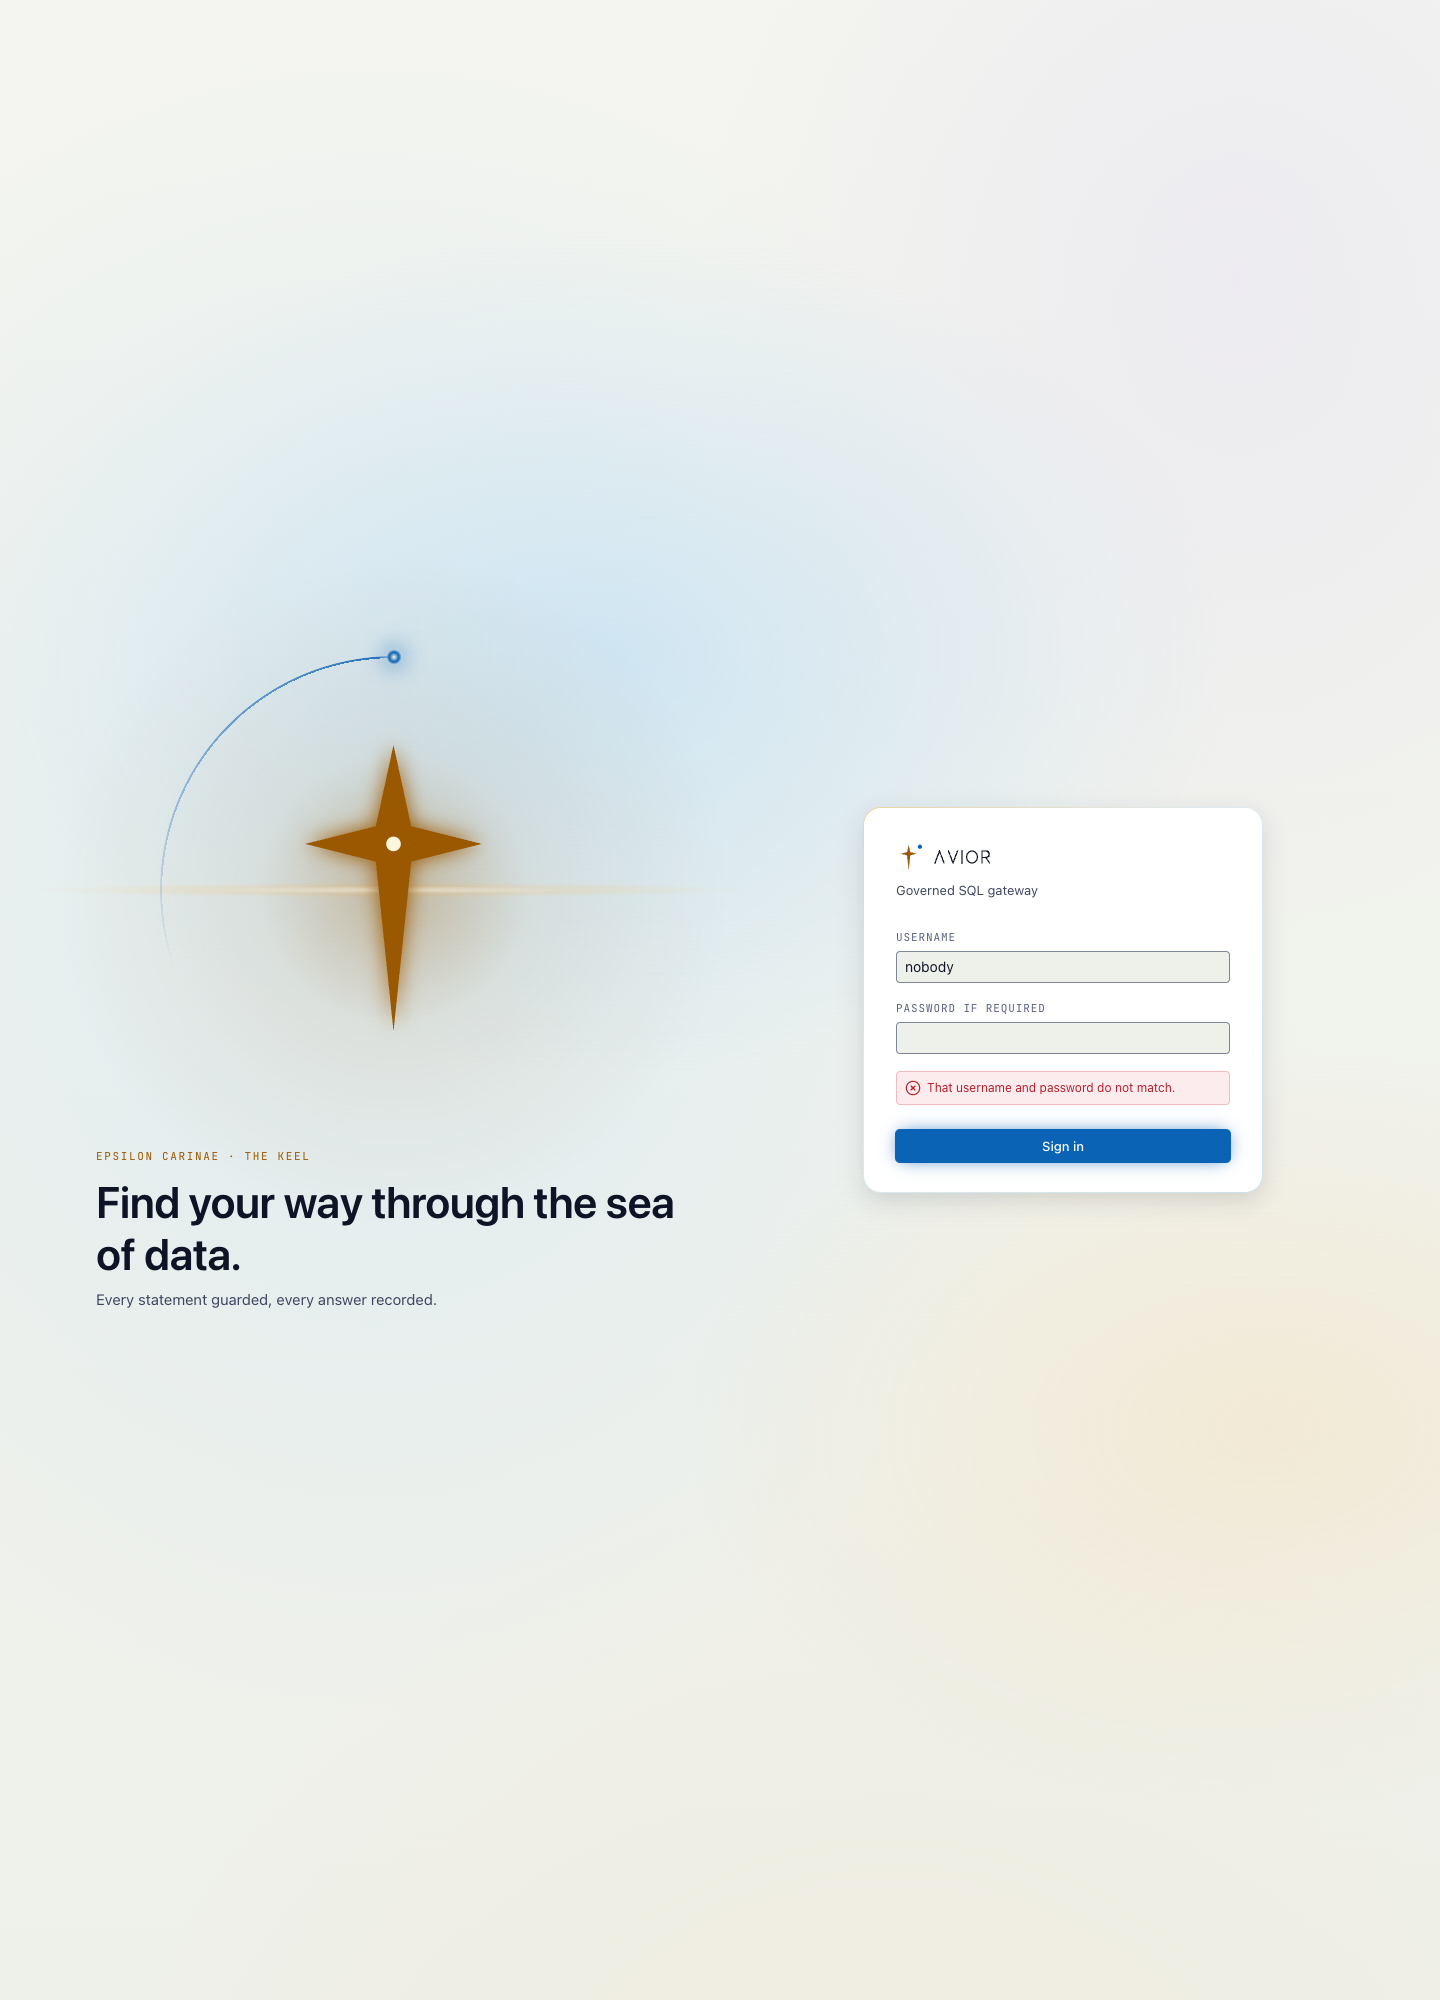 EPSILON CARINAE · THE KEEL
Find your way through the sea
of data.
Every statement guarded, every answer recorded.
AVIOR
Governed SQL gateway
USERNAME
nobody
PASSWORD IF REQUIRED
That username and password do not match.
Sign in